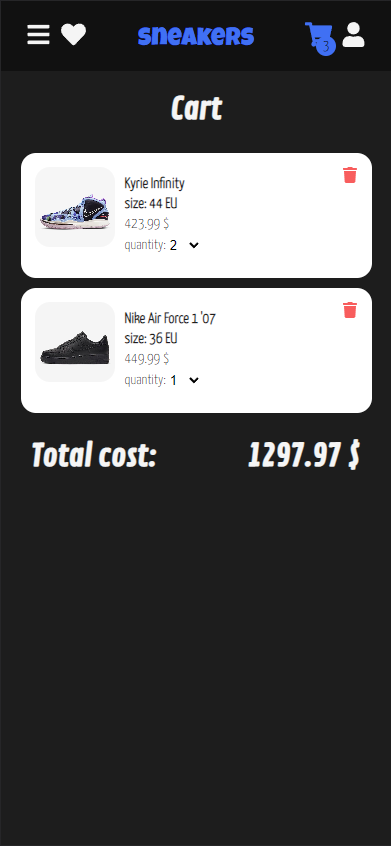 sneakers
3
Cart
Kyrie Infinity
size: 44 EU
423.99 $
quantity: 2
Nike Air Force 1 '07
size: 36 EU
449.99 $
quantity: 1
Total cost: 1297.97 $